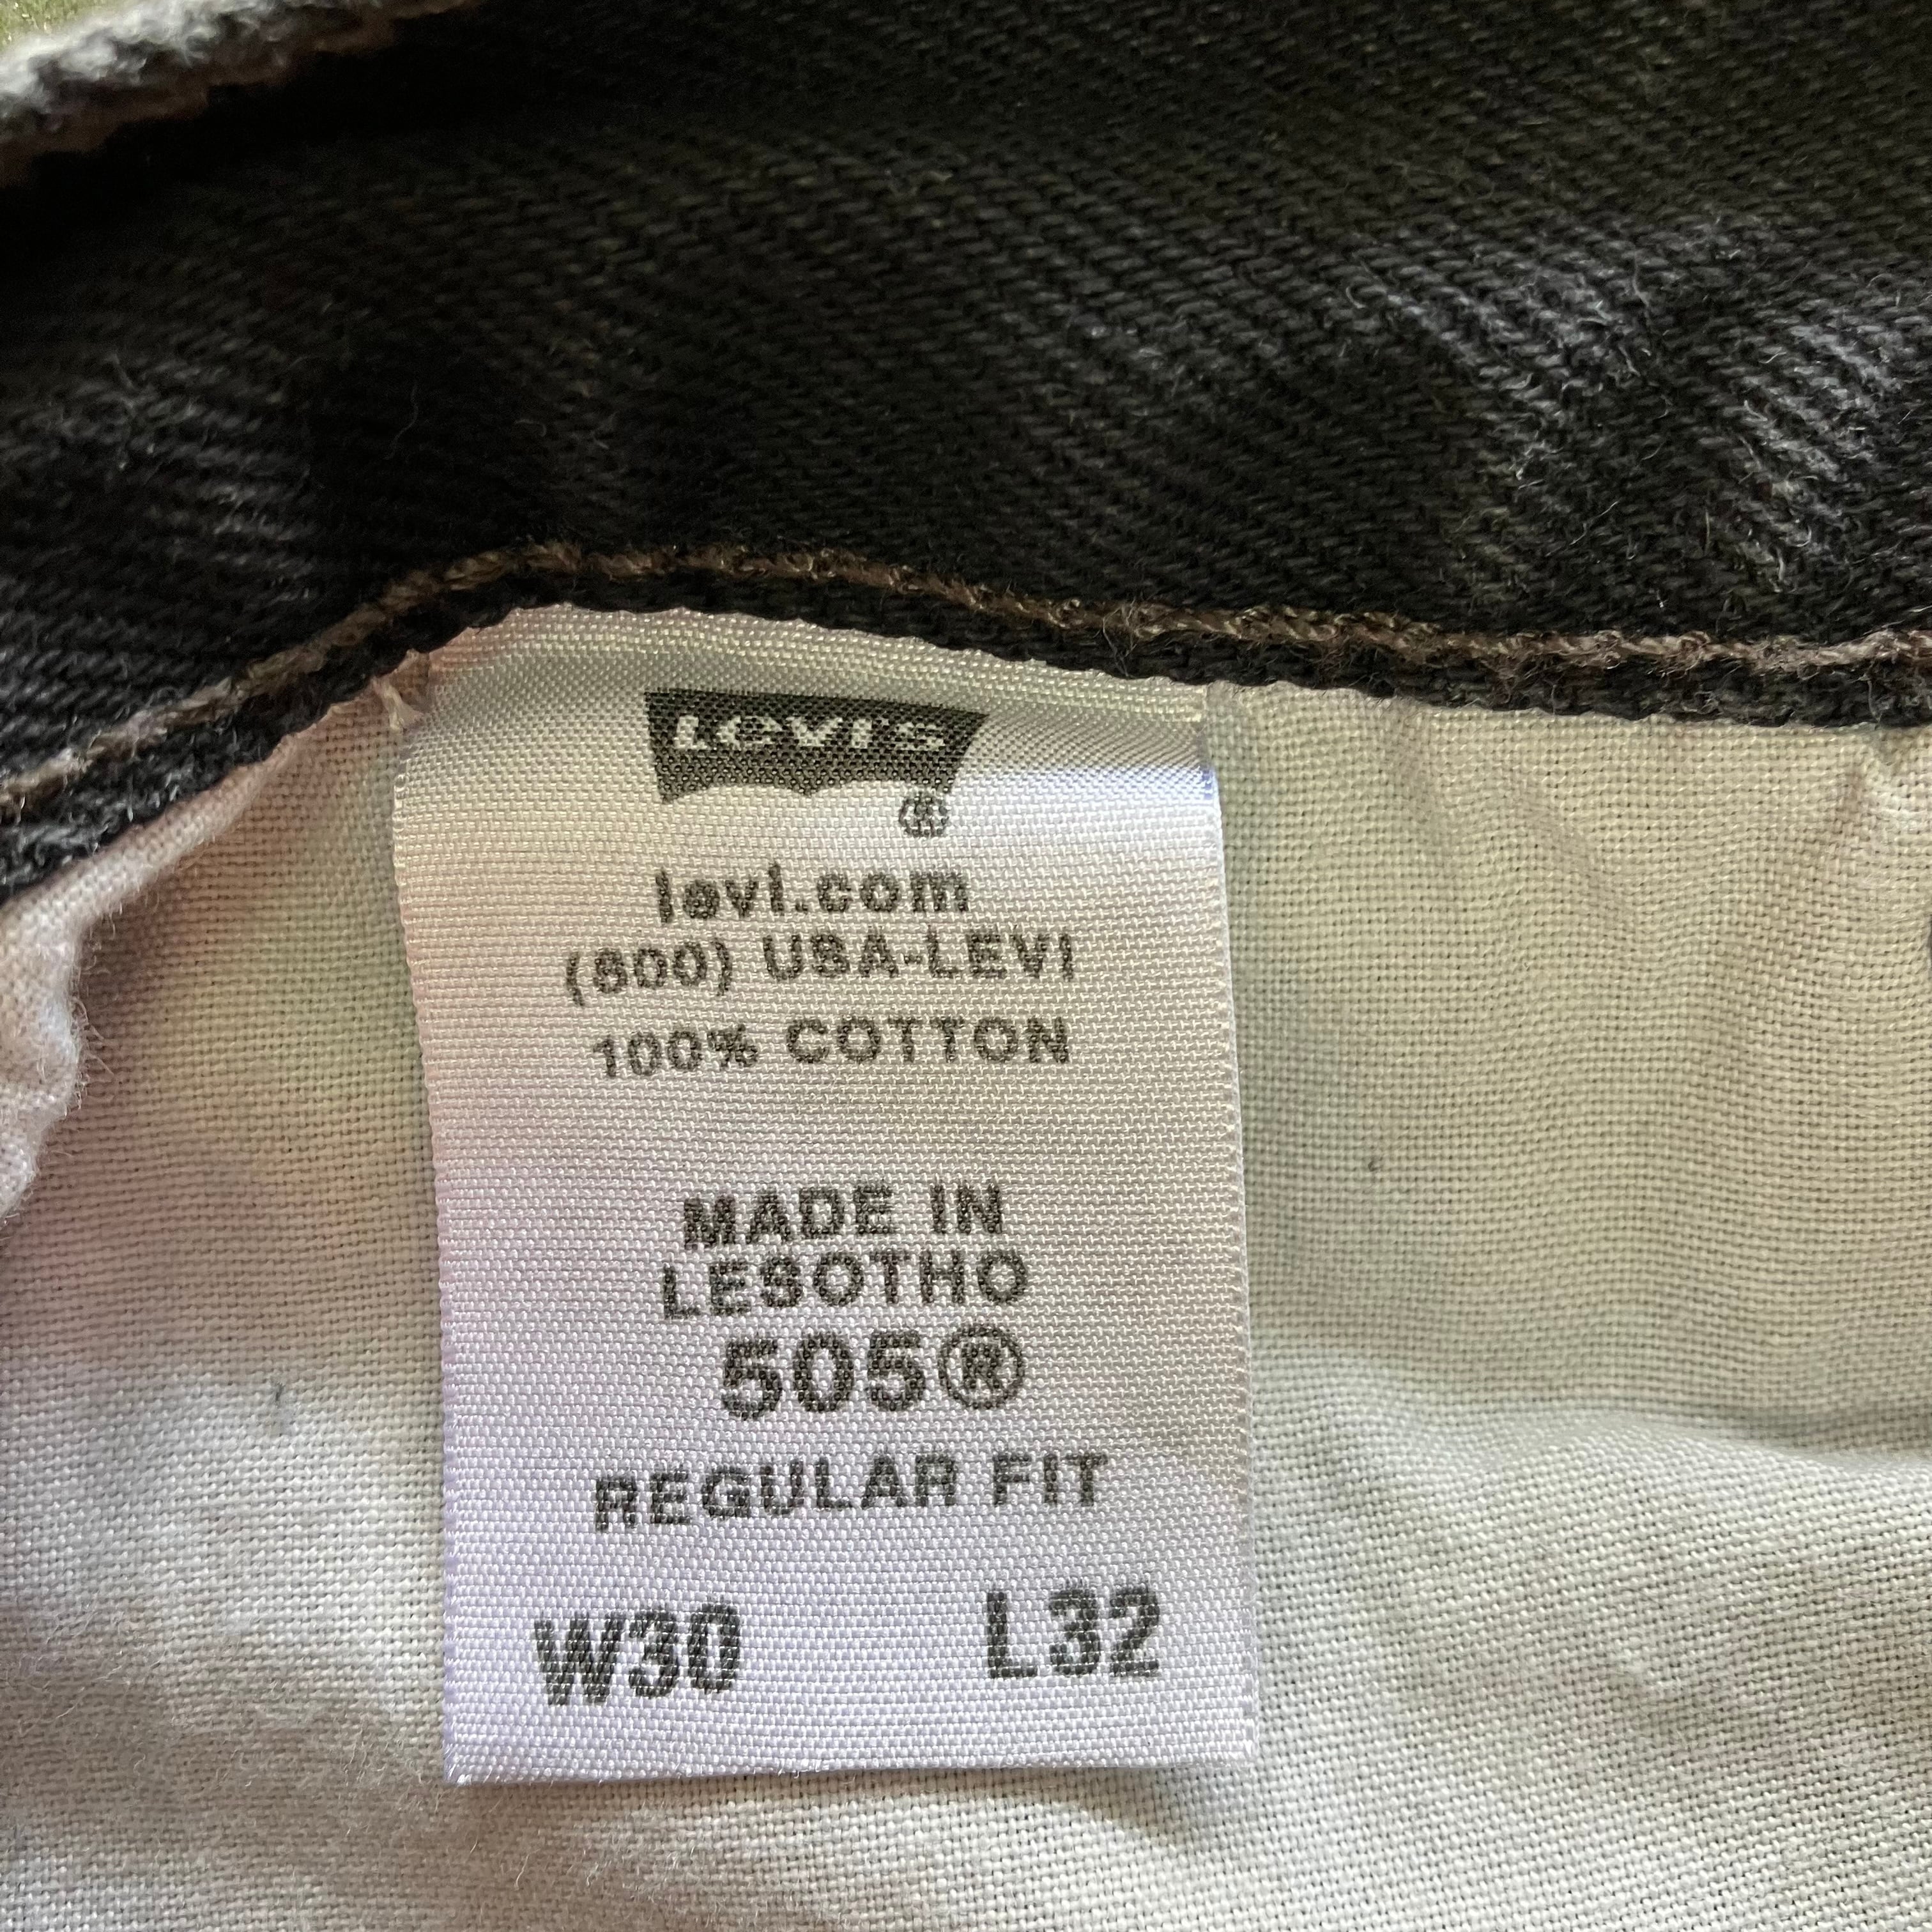 Levi's
®
levi.com
(800) USA-LEVI
100% COTTON
MADE IN
LESOTHO
505®
REGULAR FIT
W30 L32